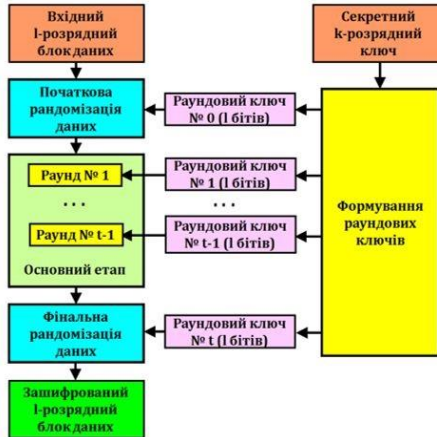 Вхідний
l-розрядний
блок даних
Секретний
k-розрядний
ключ
Початкова
рандомізація
даних
Раундовий ключ
№ 0 (l бітів)
Раунд № 1
Раундовий ключ
№ 1 (l бітів)
. . .
. . .
Раунд № t-1
Раундовий ключ
№ t-1 (l бітів)
Основний етап
Формування
раундових
ключів
Фінальна
рандомізація
даних
Раундовий ключ
№ t (l бітів)
Зашифрований
l-розрядний
блок даних